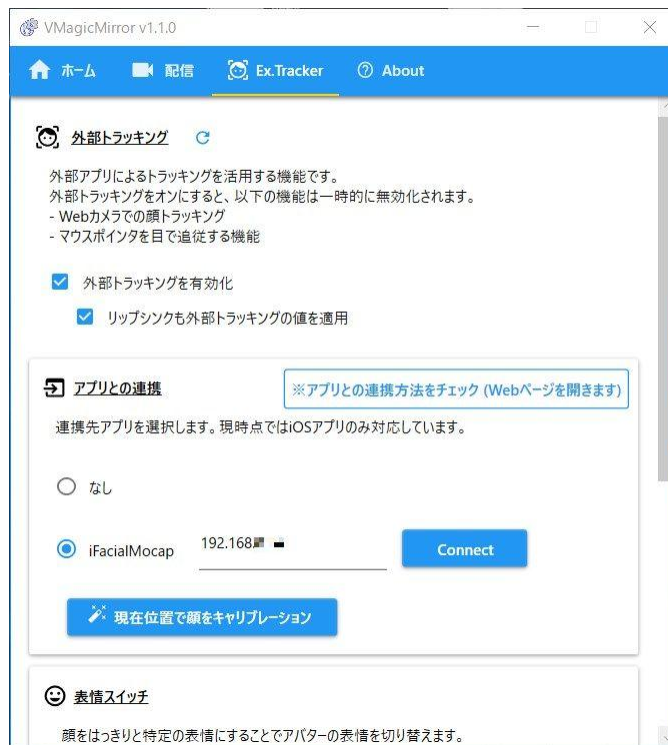 VMagicMirror v1.1.0
ホーム 配信 Ex.Tracker About
外部トラッキング
外部アプリによるトラッキングを活用する機能です。
外部トラッキングをオンにすると、以下の機能は一時的に無効化されます。
- Webカメラでの顔トラッキング
- マウスポインタを目で追従する機能
外部トラッキングを有効化
リップシンクも外部トラッキングの値を適用
アプリとの連携
※アプリとの連携方法をチェック (Webページを開きます)
連携先アプリを選択します。現時点ではiOSアプリのみ対応しています。
なし
iFacialMocap 192.168 Connect
現在位置で顔をキャリブレーション
表情スイッチ
顔をはっきりと特定の表情にすることでアバターの表情を切り替えます。